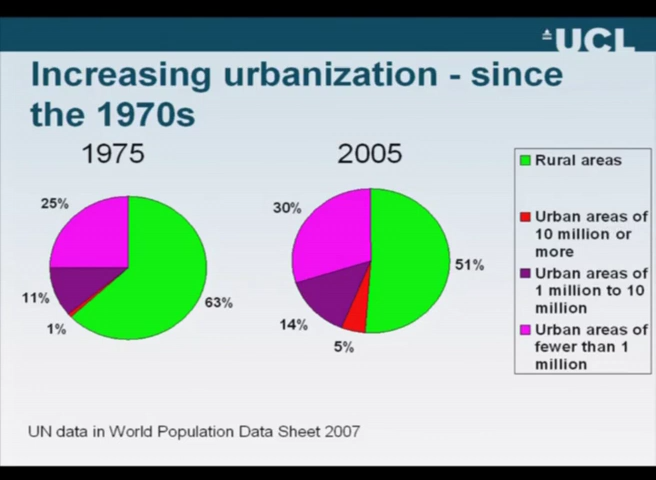 UCL
Increasing urbanization - since
the 1970s
1975
2005
25%
11%
1%
63%
30%
14%
5%
51%
Rural areas
Urban areas of
10 million or
more
Urban areas of
1 million to 10
million
Urban areas of
fewer than 1
million
UN data in World Population Data Sheet 2007